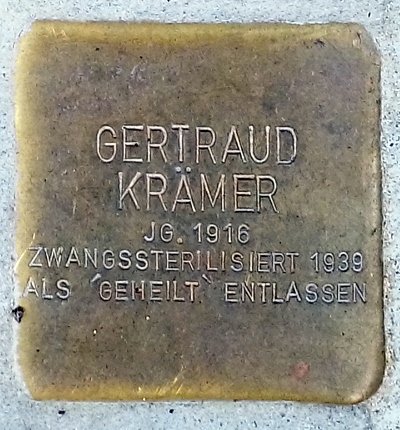 GERTRAUD
KRÄMER
JG. 1916
ZWANGSSTERILISIERT 1939
ALS "GEHEILT" ENTLASSEN